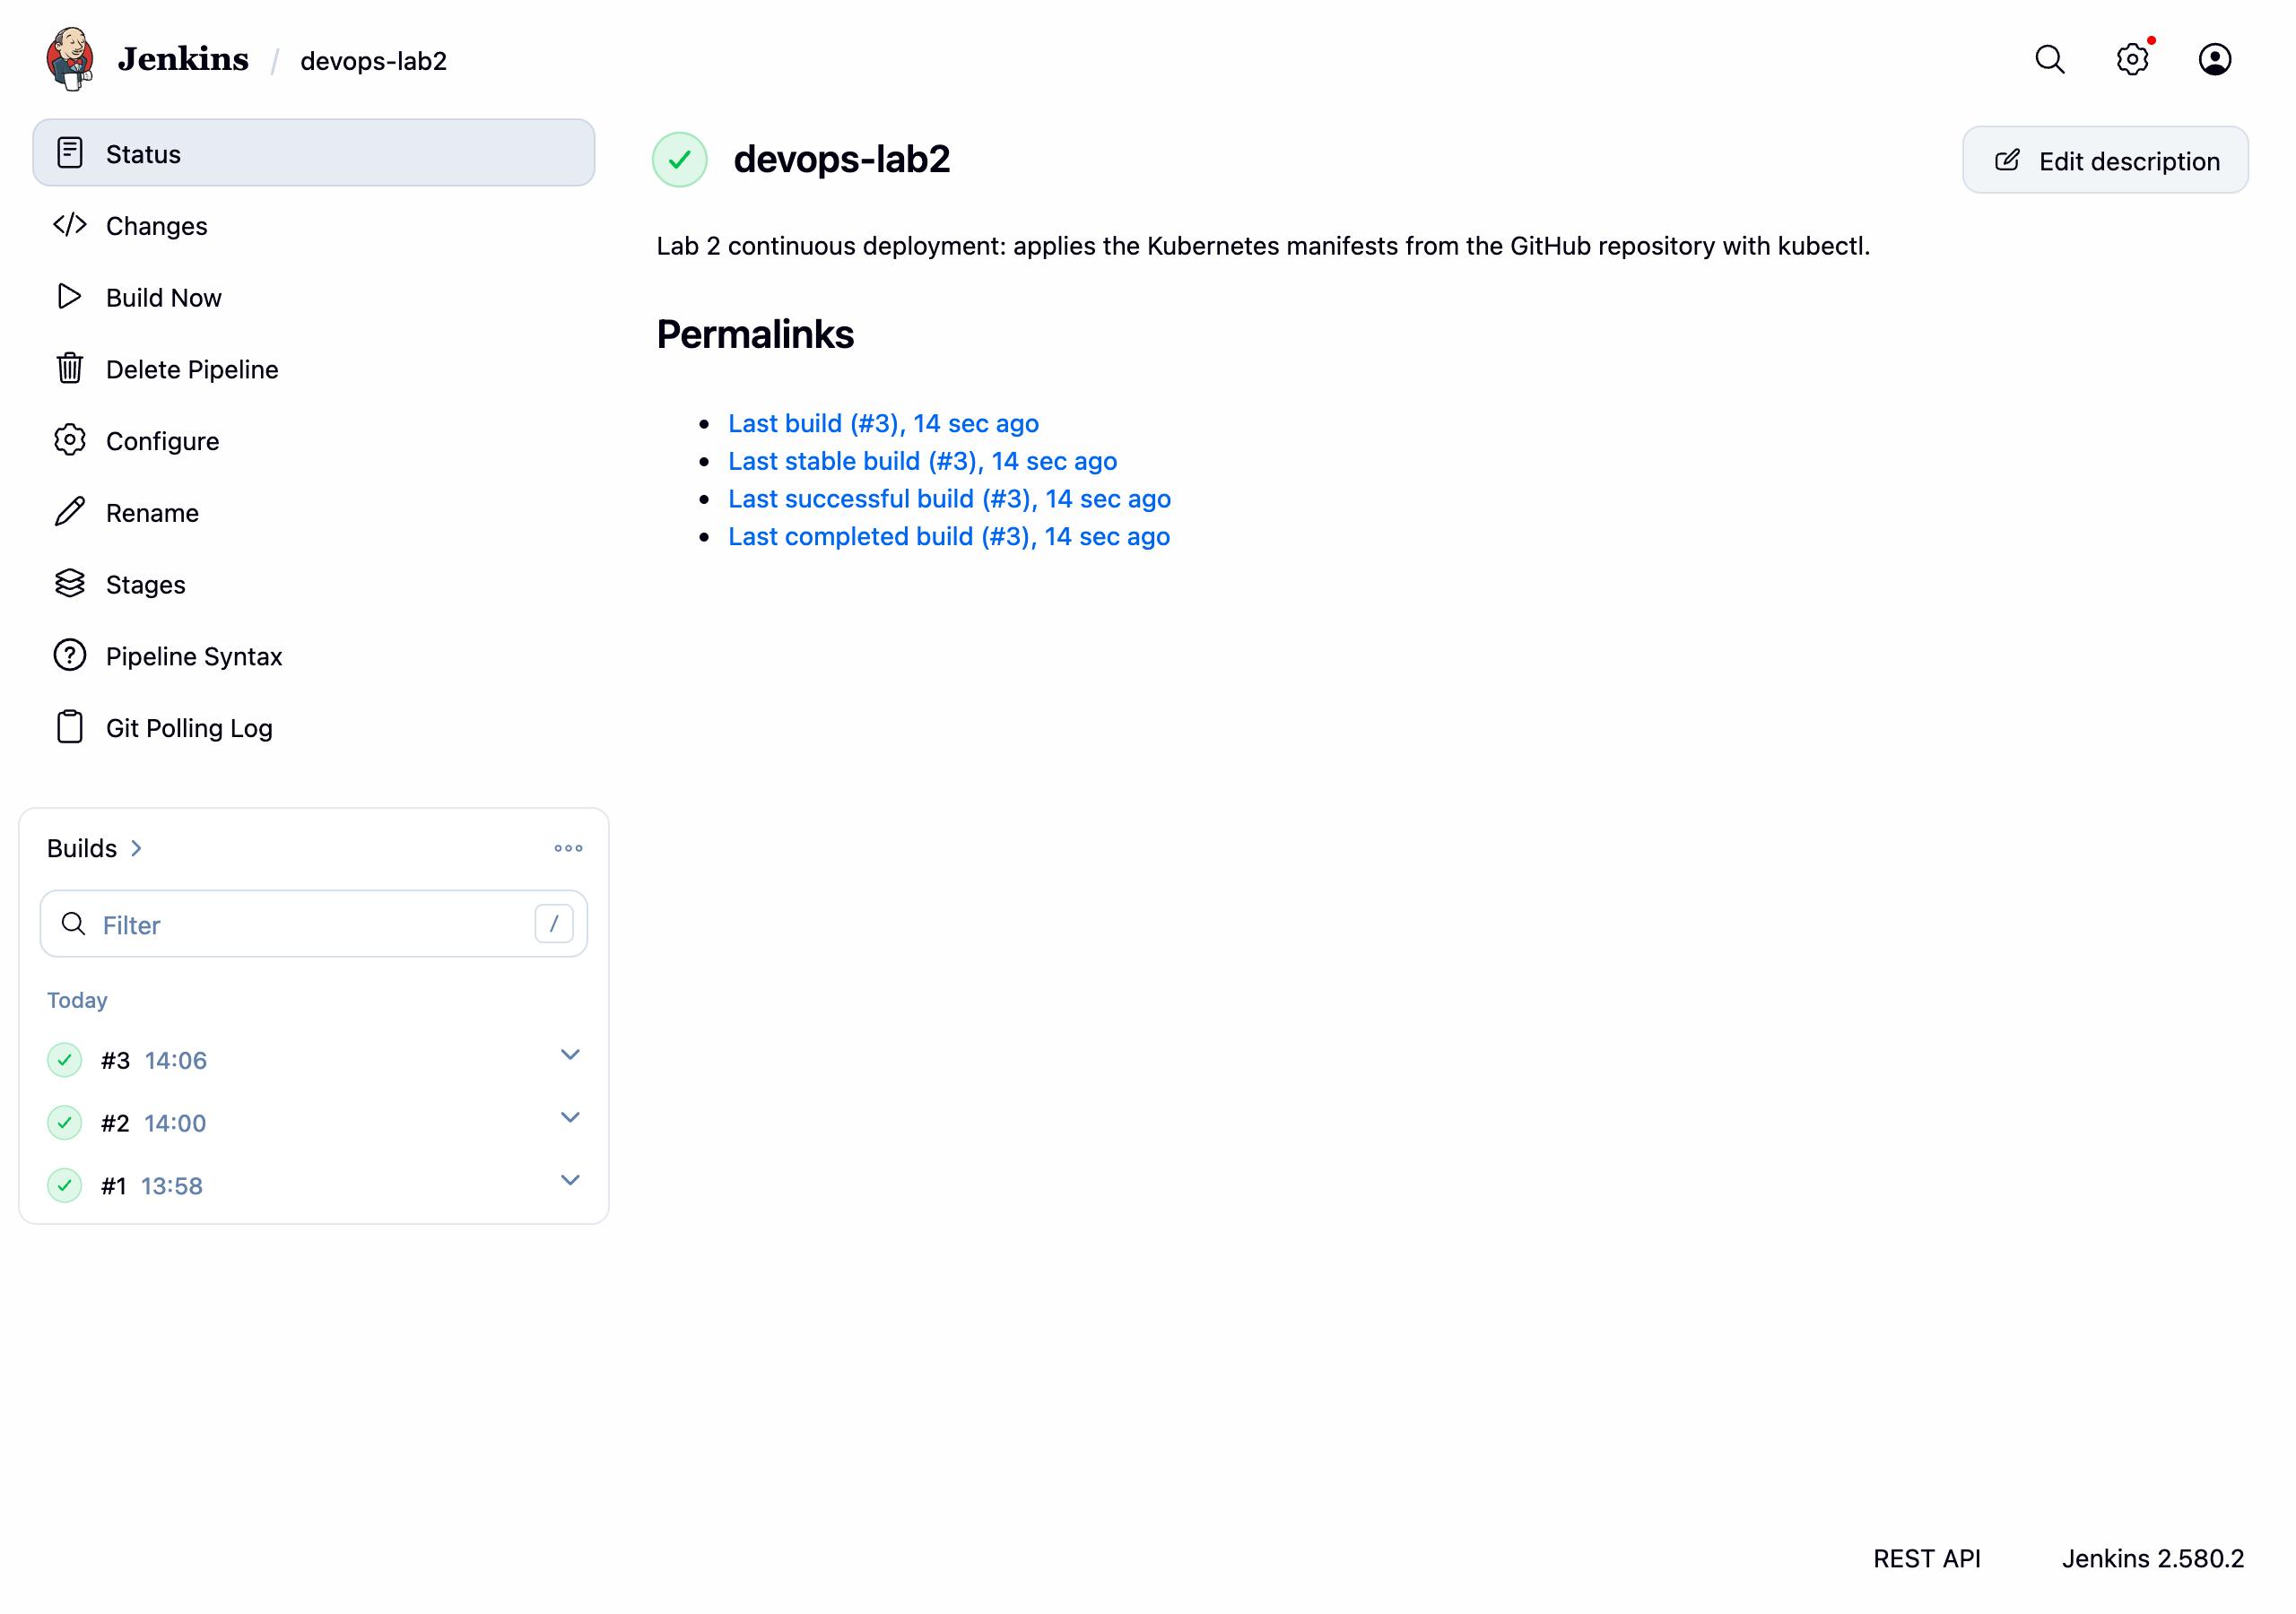 Jenkins / devops-lab2
Status
Changes
Build Now
Delete Pipeline
Configure
Rename
Stages
Pipeline Syntax
Git Polling Log
Builds
Filter /
Today
#3 14:06
#2 14:00
#1 13:58
devops-lab2
Edit description
Lab 2 continuous deployment: applies the Kubernetes manifests from the GitHub repository with kubectl.
Permalinks
Last build (#3), 14 sec ago
Last stable build (#3), 14 sec ago
Last successful build (#3), 14 sec ago
Last completed build (#3), 14 sec ago
REST API
Jenkins 2.580.2